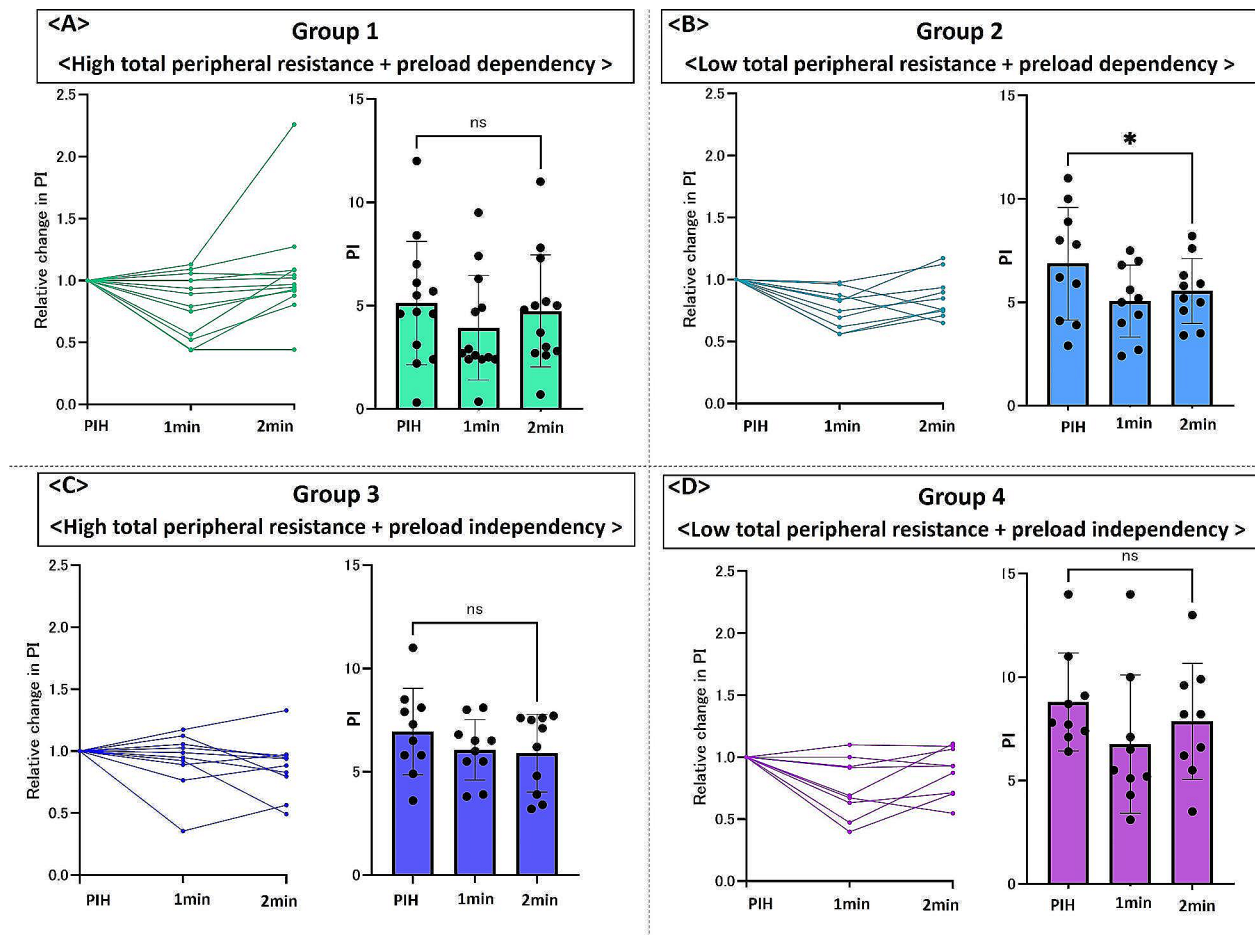 <A>
Group 1
<High total peripheral resistance + preload dependency >
2.5
2.0
1.5
1.0
0.5
0.0
Relative change in PI
PIH
1min
2min
15
10
5
0
PI
ns
PIH
1min
2min
<B>
Group 2
<Low total peripheral resistance + preload dependency >
2.5
2.0
1.5
1.0
0.5
0.0
Relative change in PI
PIH
1min
2min
15
10
5
0
PI
*
PIH
1min
2min
<C>
Group 3
<High total peripheral resistance + preload independency >
2.5
2.0
1.5
1.0
0.5
0.0
Relative change in PI
PIH
1min
2min
15
10
5
0
PI
ns
PIH
1min
2min
<D>
Group 4
<Low total peripheral resistance + preload independency >
2.5
2.0
1.5
1.0
0.5
0.0
Relative change in PI
PIH
1min
2min
15
10
5
0
PI
ns
PIH
1min
2min